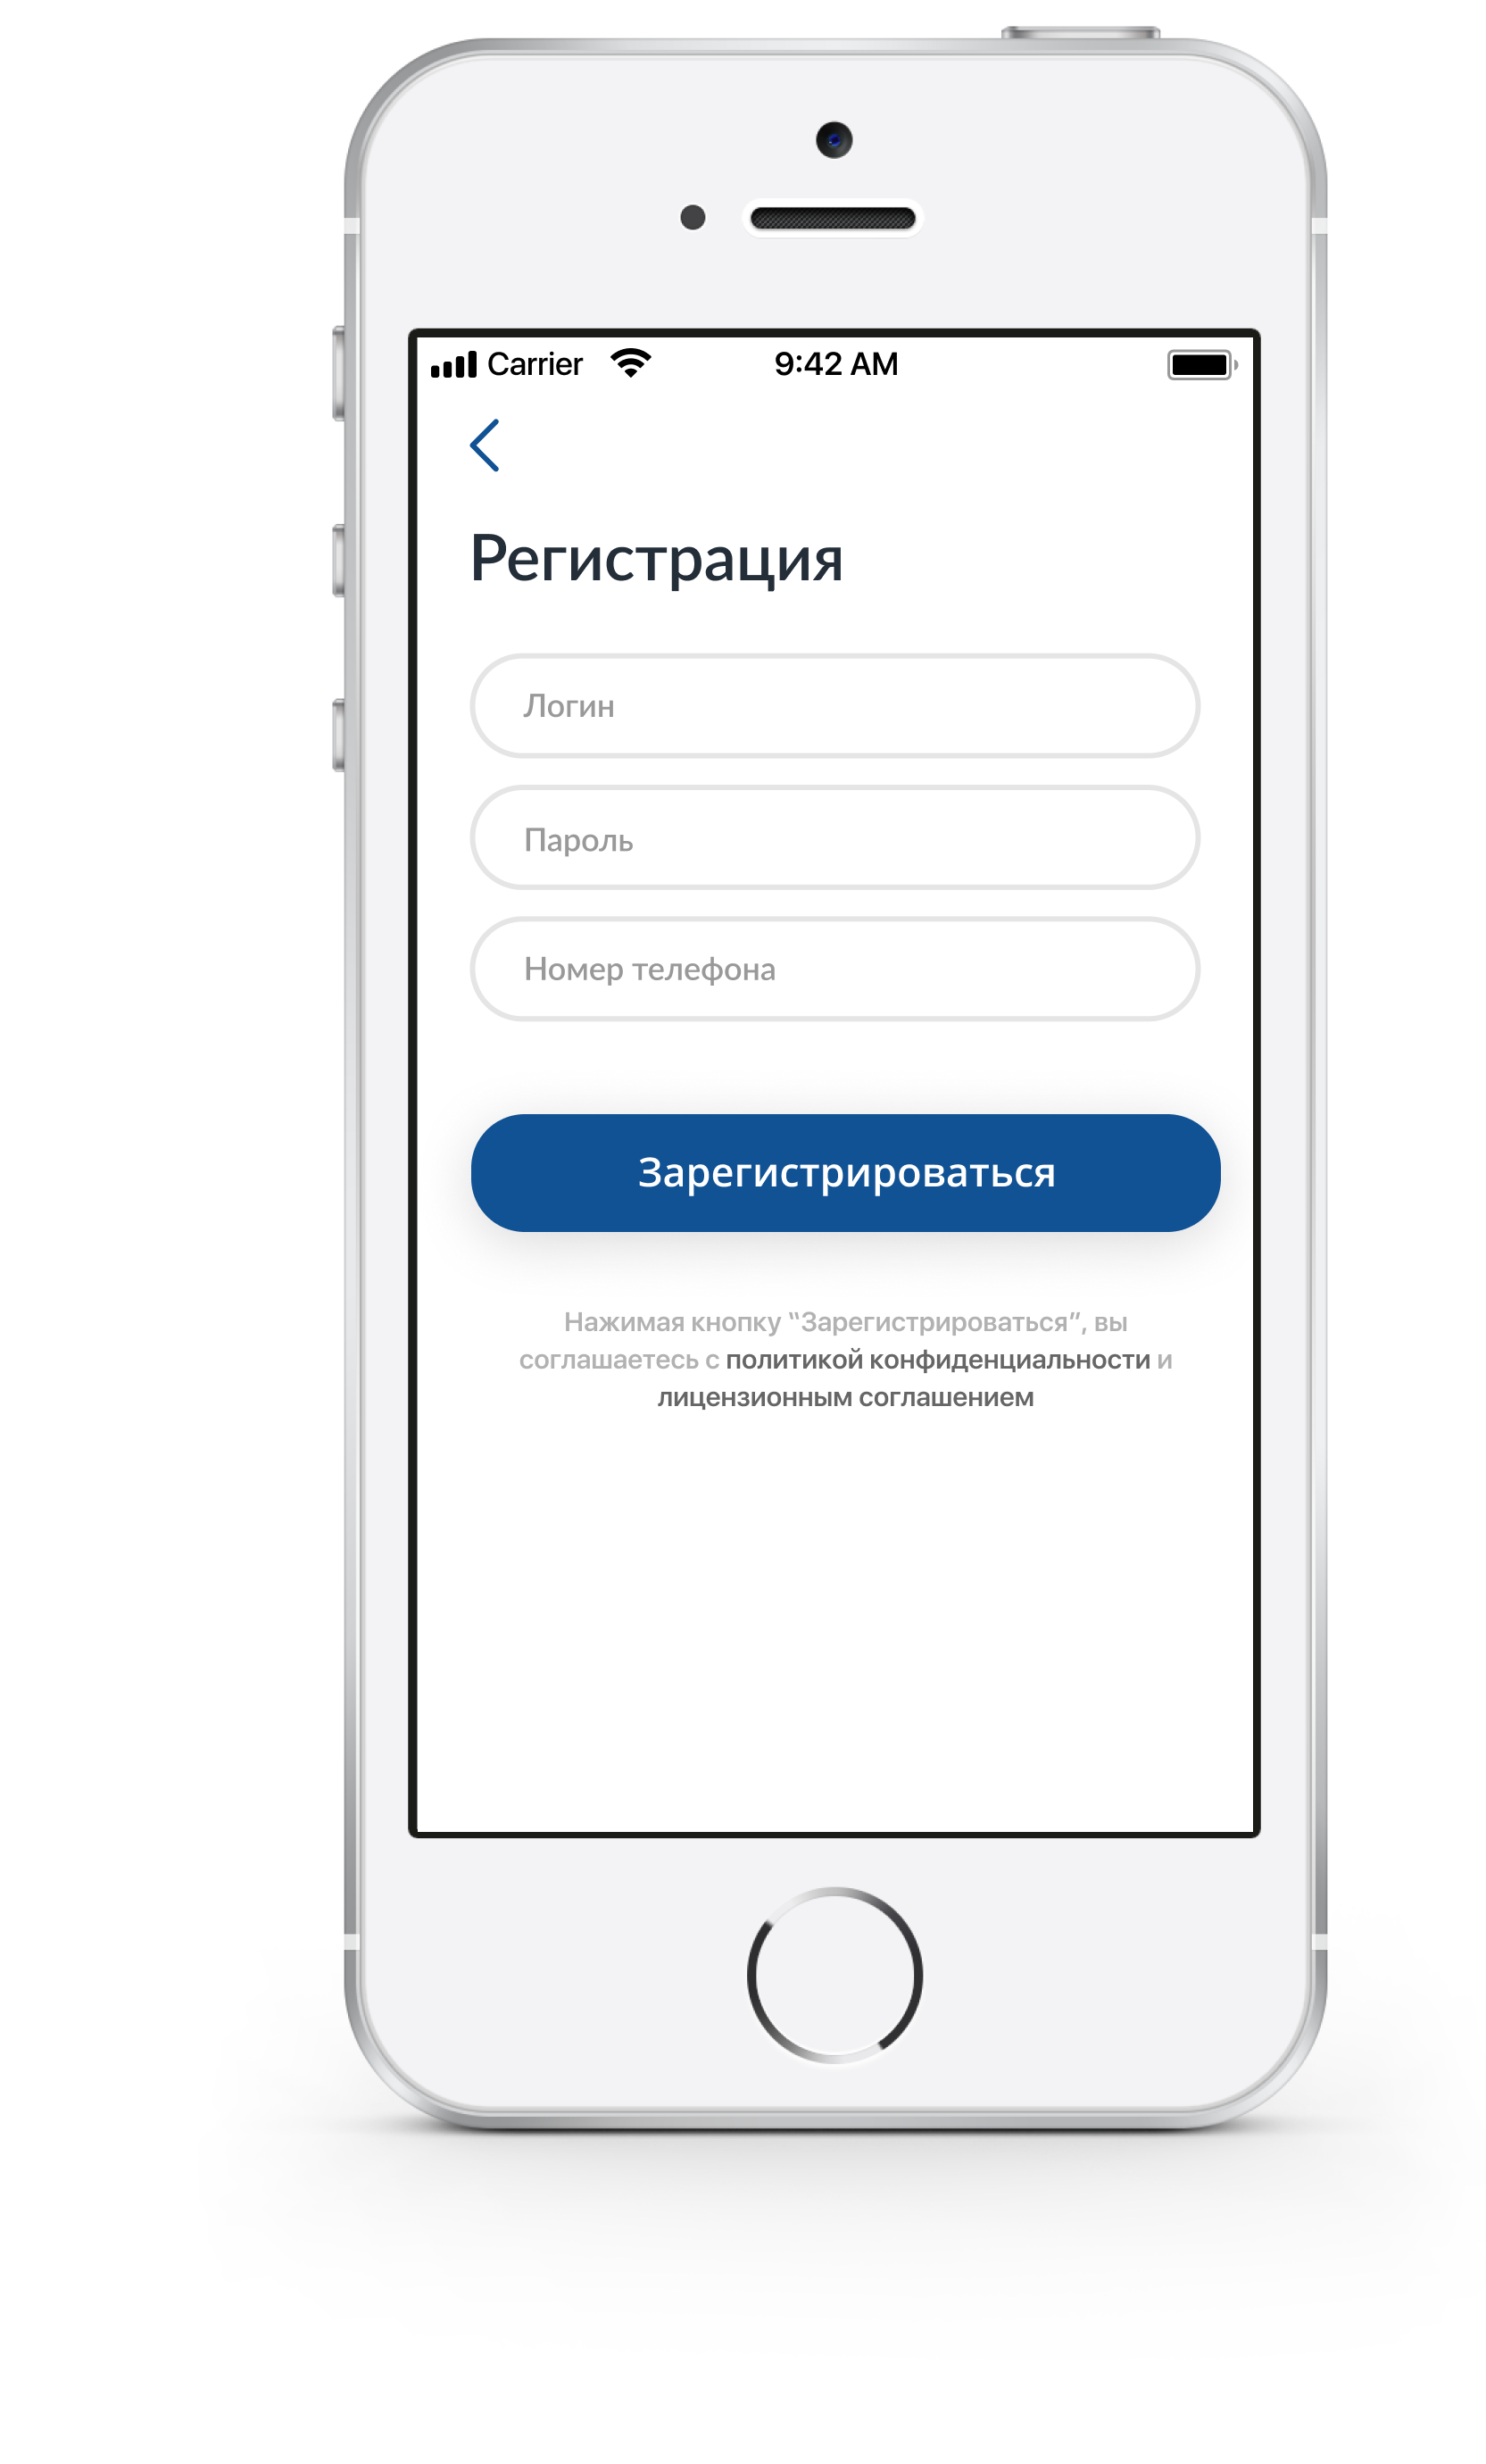 Carrier 9:42 AM
Регистрация
Логин
Пароль
Номер телефона
Зарегистрироваться
Нажимая кнопку “Зарегистрироваться”, вы
соглашаетесь с политикой конфиденциальности и
лицензионным соглашением